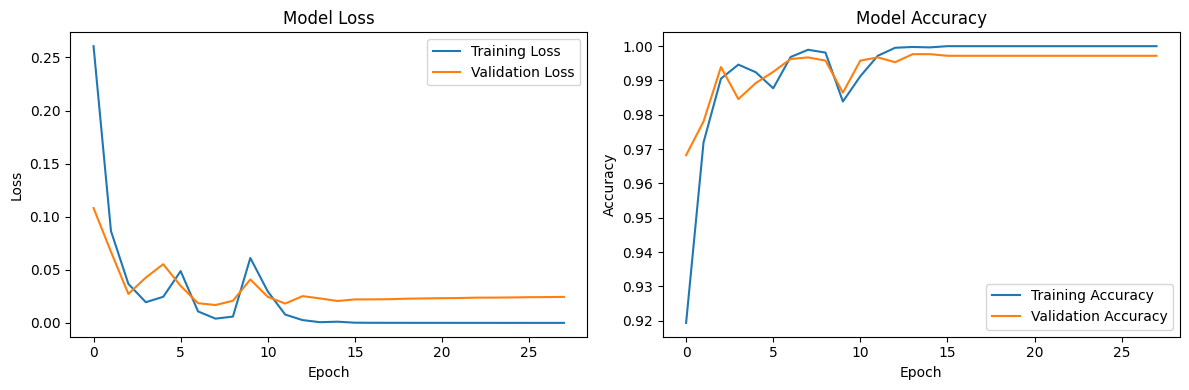 Model Loss
Training Loss
Validation Loss
0.25
0.20
0.15
0.10
0.05
0.00
Loss
0 5 10 15 20 25
Epoch
Model Accuracy
1.00
0.99
0.98
0.97
0.96
0.95
0.94
0.93
0.92
Accuracy
Training Accuracy
Validation Accuracy
0 5 10 15 20 25
Epoch